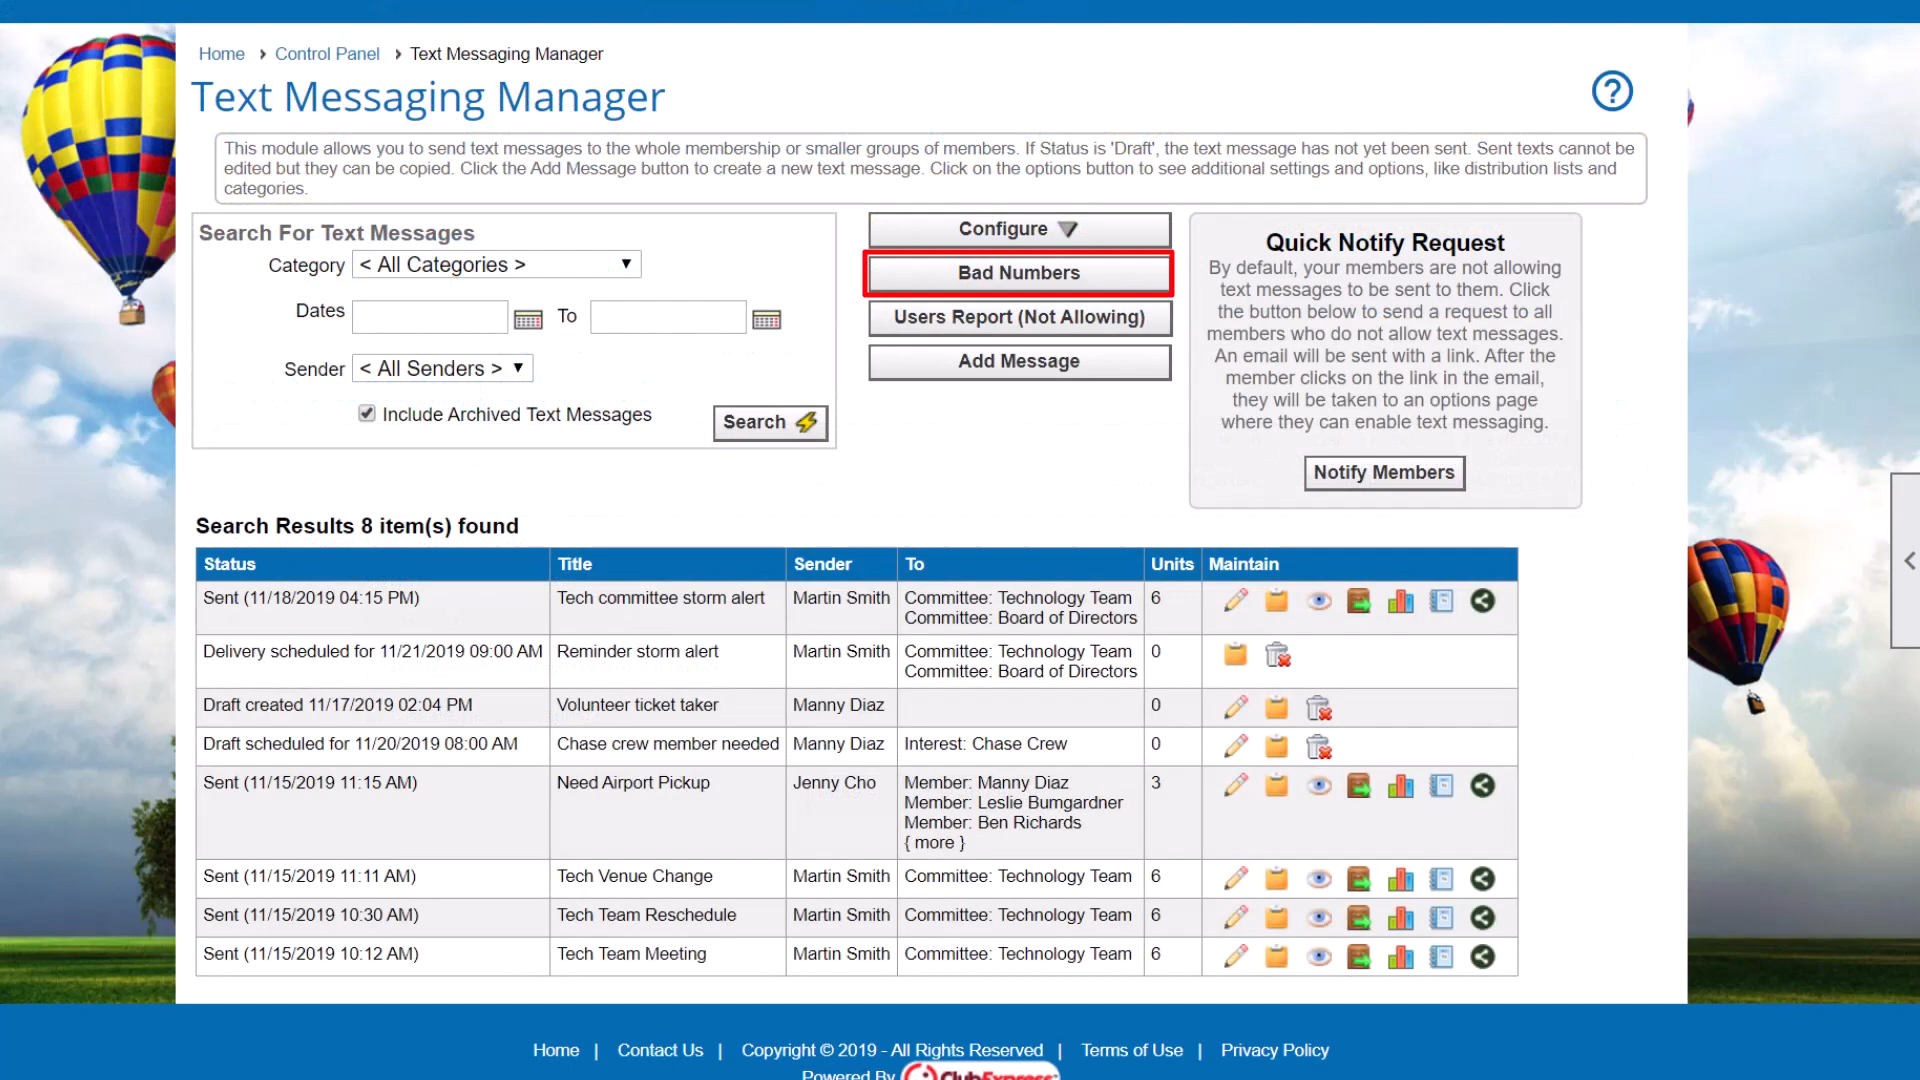 Home > Control Panel > Text Messaging Manager
Text Messaging Manager
?
This module allows you to send text messages to the whole membership or smaller groups of members. If Status is 'Draft', the text message has not yet been sent. Sent texts cannot be
edited but they can be copied. Click the Add Message button to create a new text message. Click on the options button to see additional settings and options, like distribution lists and
categories.
Search For Text Messages
Category < All Categories >
Dates To
Sender < All Senders >
Include Archived Text Messages
Search
Configure
Bad Numbers
Users Report (Not Allowing)
Add Message
Quick Notify Request
By default, your members are not allowing
text messages to be sent to them. Click
the button below to send a request to all
members who do not allow text messages.
An email will be sent with a link. After the
member clicks on the link in the email,
they will be taken to an options page
where they can enable text messaging.
Notify Members
Search Results 8 item(s) found
Status Title Sender To Units Maintain
Sent (11/18/2019 04:15 PM) Tech committee storm alert Martin Smith Committee: Technology Team 6
Committee: Board of Directors
Delivery scheduled for 11/21/2019 09:00 AM Reminder storm alert Martin Smith Committee: Technology Team 0
Committee: Board of Directors
Draft created 11/17/2019 02:04 PM Volunteer ticket taker Manny Diaz 0
Draft scheduled for 11/20/2019 08:00 AM Chase crew member needed Manny Diaz Interest: Chase Crew 0
Sent (11/15/2019 11:15 AM) Need Airport Pickup Jenny Cho Member: Manny Diaz 3
Member: Leslie Bumgardner
Member: Ben Richards
{ more }
Sent (11/15/2019 11:11 AM) Tech Venue Change Martin Smith Committee: Technology Team 6
Sent (11/15/2019 10:30 AM) Tech Team Reschedule Martin Smith Committee: Technology Team 6
Sent (11/15/2019 10:12 AM) Tech Team Meeting Martin Smith Committee: Technology Team 6
Home | Contact Us | Copyright © 2019 - All Rights Reserved | Terms of Use | Privacy Policy
Powered By ClubExpress